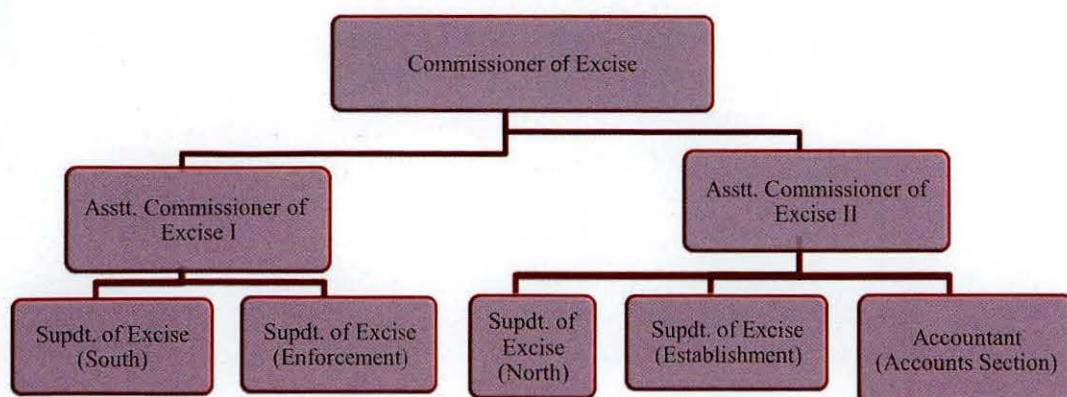 Commissioner of Excise
Asstt. Commissioner of
Excise I
Asstt. Commissioner of
Excise II
Supdt. of Excise
(South)
Supdt. of Excise
(Enforcement)
Supdt. of
Excise
(North)
Supdt. of Excise
(Establishment)
Accountant
(Accounts Section)